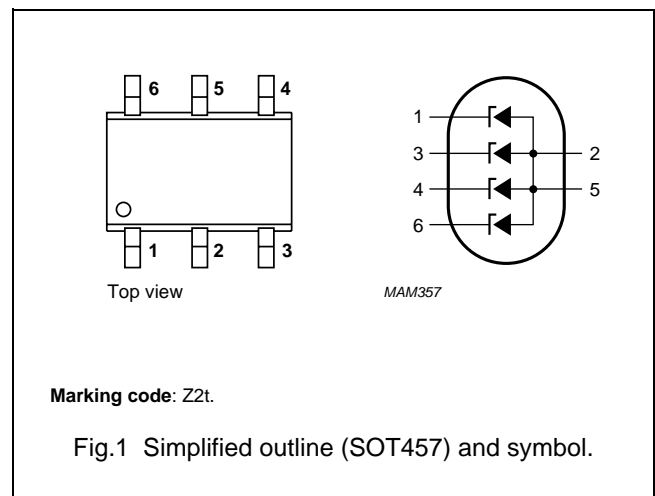 6 5 4
1 2 3
Top view
1
3
4
6
2
5
MAM357
Marking code: Z2t.
Fig.1 Simplified outline (SOT457) and symbol.